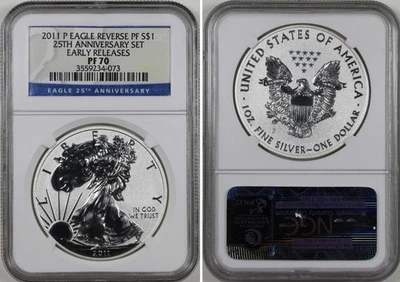 2011 P EAGLE REVERSE PF S$1
25TH ANNIVERSARY SET
EARLY RELEASES
PF 70
3559234-073
EAGLE 25TH ANNIVERSARY
LIBERTY
IN GOD
WE TRUST
2011
UNITED STATES OF AMERICA
1 OZ. FINE SILVER~ONE DOLLAR
NGC